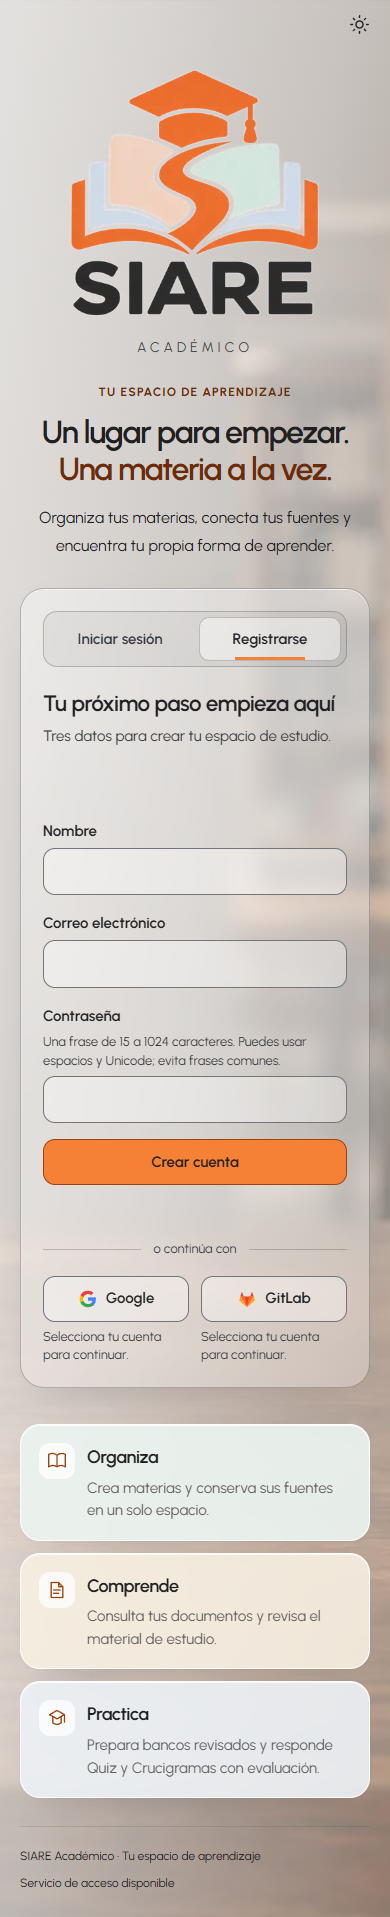 SIARE
ACADÉMICO
TU ESPACIO DE APRENDIZAJE
Un lugar para empezar.
Una materia a la vez.
Organiza tus materias, conecta tus fuentes y
encuentra tu propia forma de aprender.
Iniciar sesión
Registrarse
Tu próximo paso empieza aquí
Tres datos para crear tu espacio de estudio.
Nombre
Correo electrónico
Contraseña
Una frase de 15 a 1024 caracteres. Puedes usar
espacios y Unicode; evita frases comunes.
Crear cuenta
o continúa con
Google
GitLab
Selecciona tu cuenta
para continuar.
Selecciona tu cuenta
para continuar.
Organiza
Crea materias y conserva sus fuentes
en un solo espacio.
Comprende
Consulta tus documentos y revisa el
material de estudio.
Practica
Prepara bancos revisados y responde
Quiz y Crucigramas con evaluación.
SIARE Académico · Tu espacio de aprendizaje
Servicio de acceso disponible